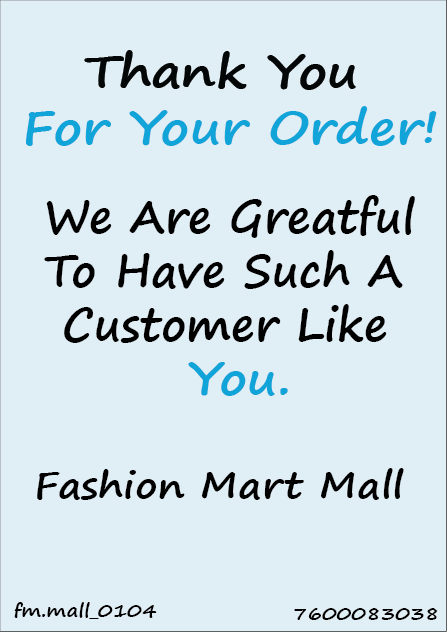 Thank You
For Your Order!
We Are Greatful
To Have Such A
Customer Like
You.
Fashion Mart Mall
fm.mall_0104
7600083038